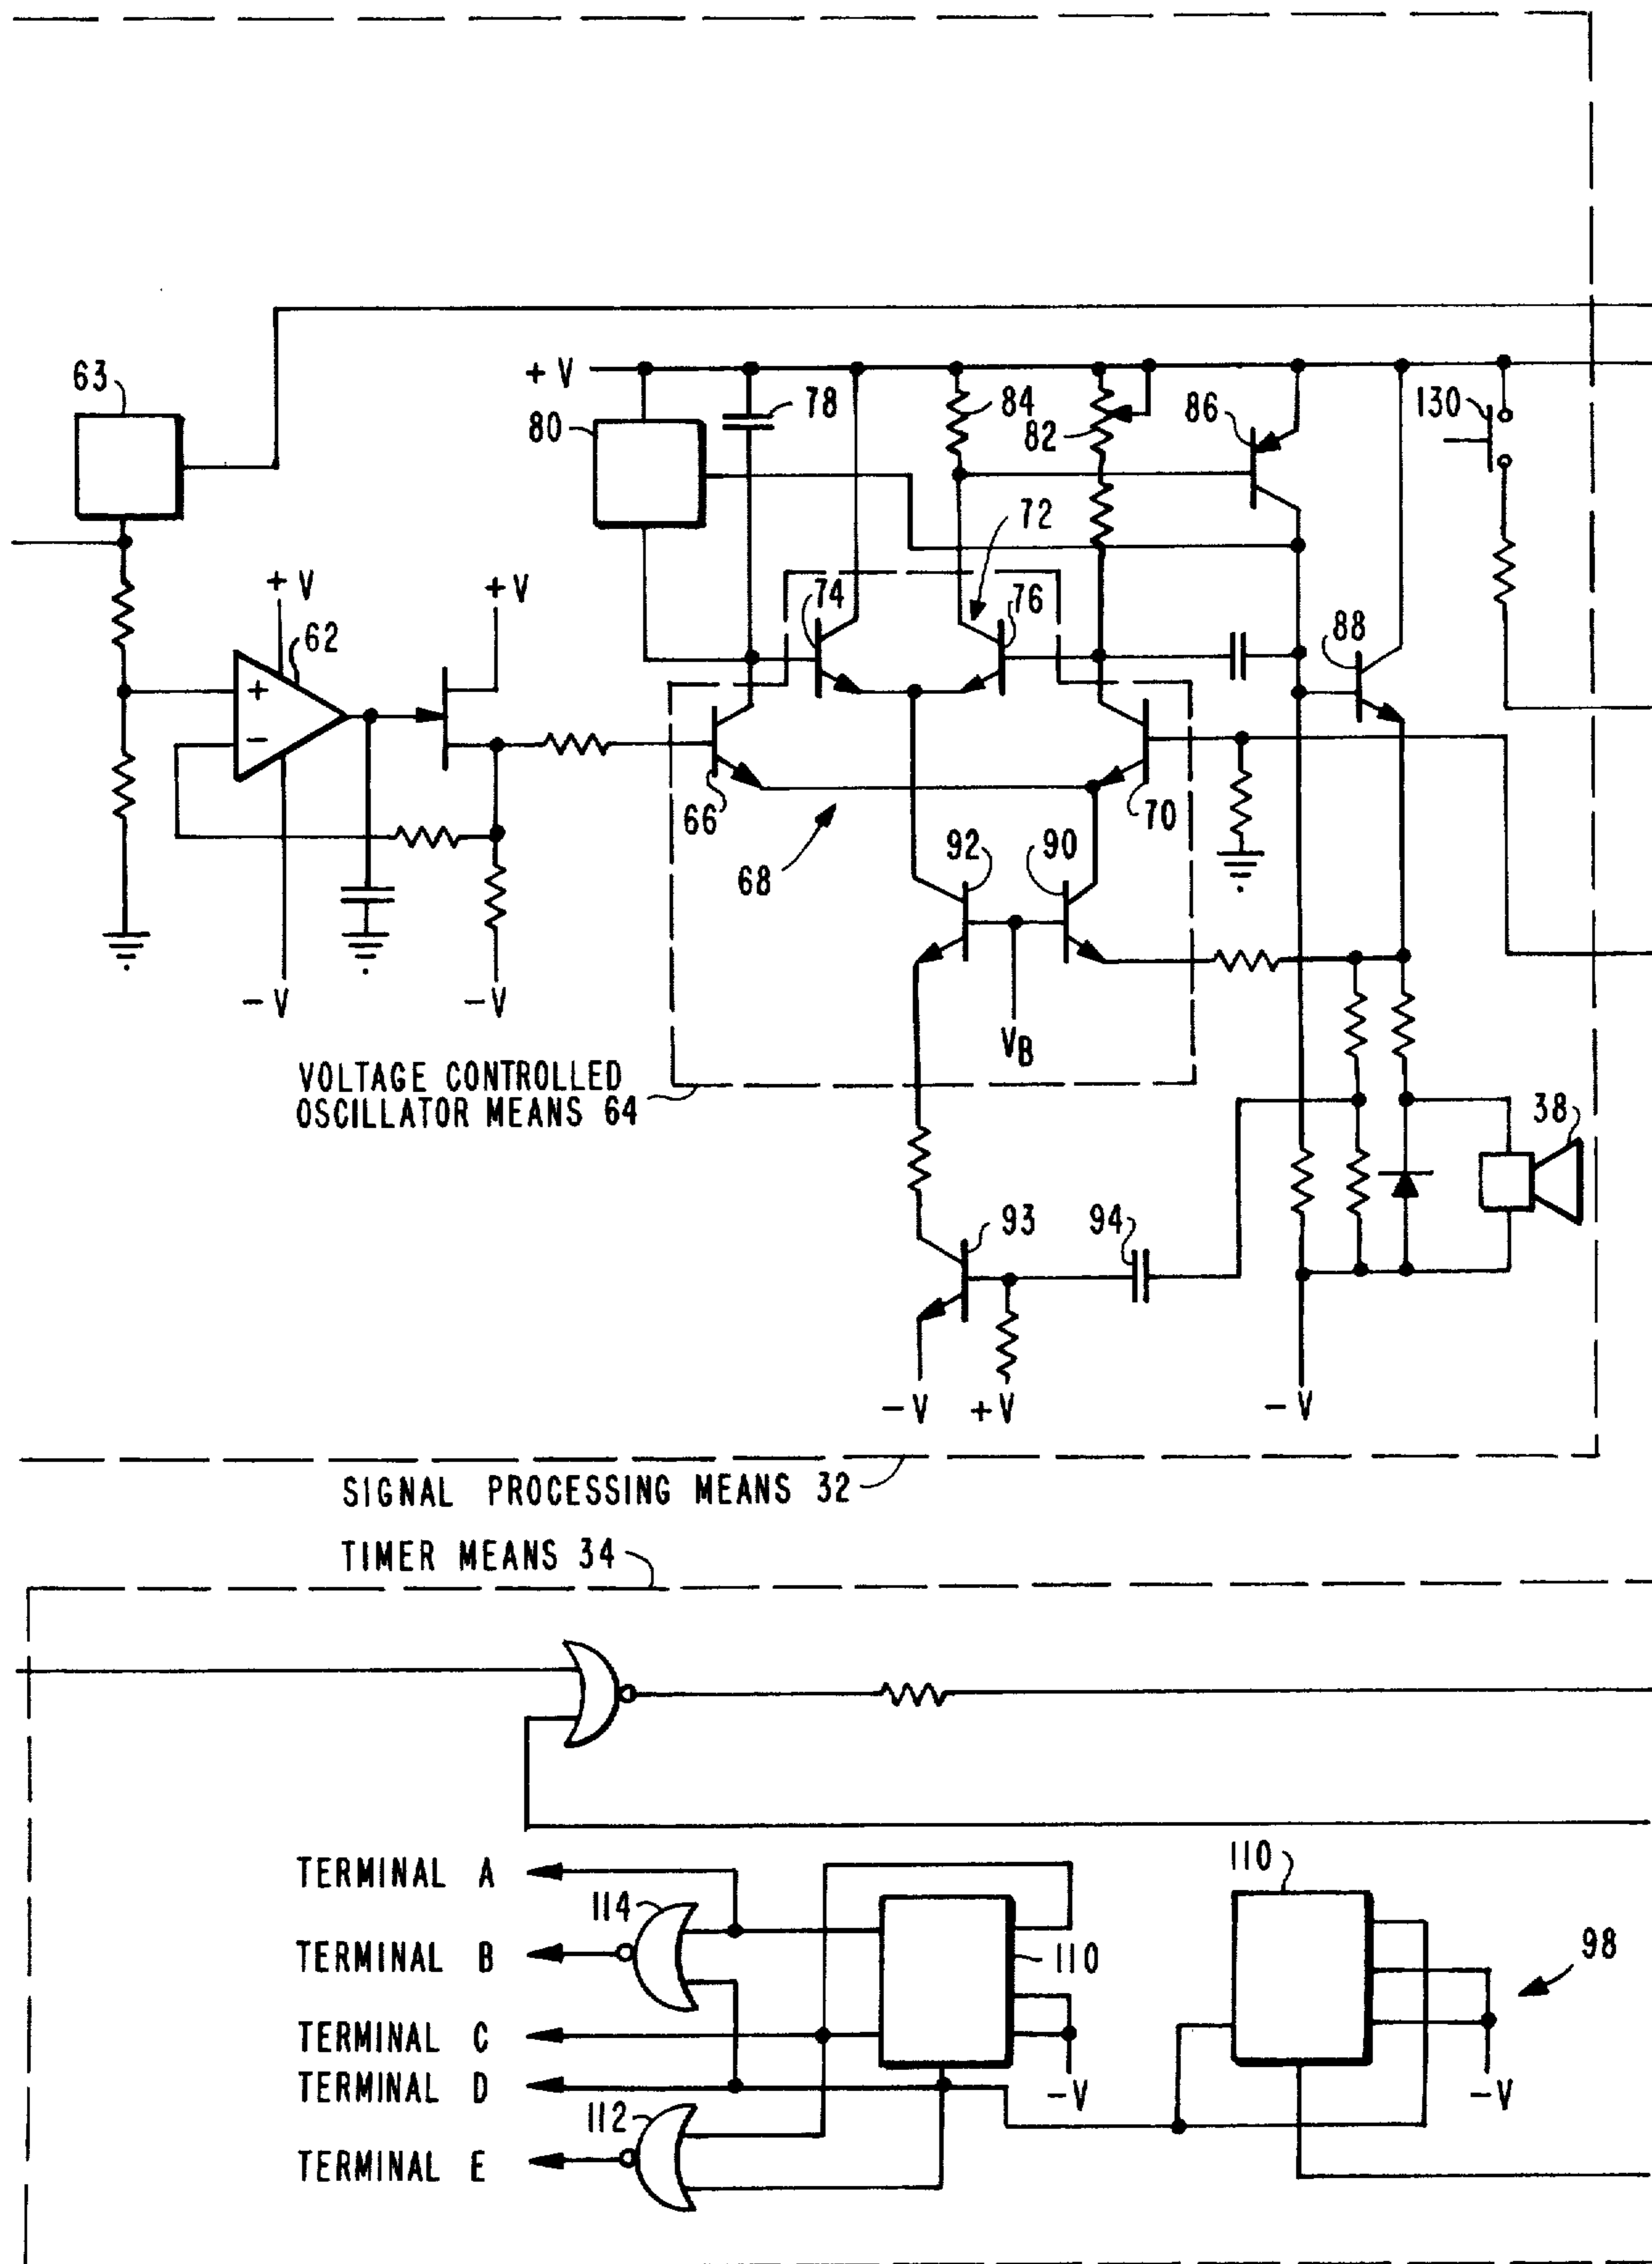 63
+V
78
84
82
86
130
80
72
74
76
+V
+V
62
88
+
-
66
70
68
92
90
-V
-V
VB
VOLTAGE CONTROLLED
OSCILLATOR MEANS 64
38
93
94
-V
+V
-V
SIGNAL PROCESSING MEANS 32
TIMER MEANS 34
TERMINAL A
114
110
TERMINAL B
110
98
TERMINAL C
TERMINAL D
-V
-V
112
TERMINAL E